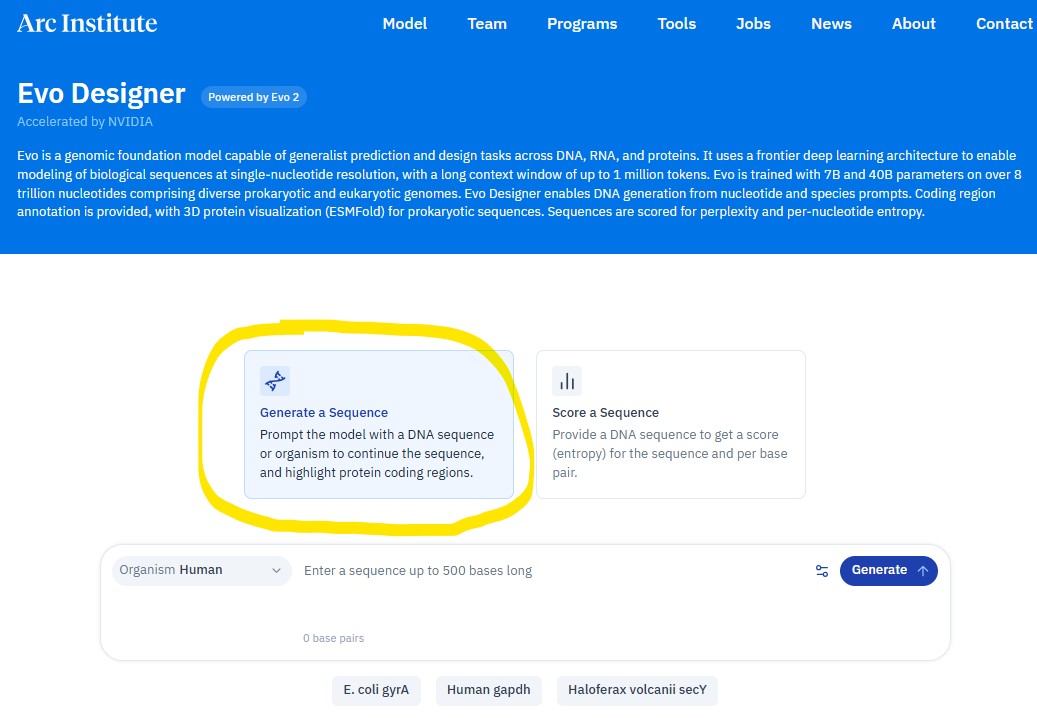 Arc Institute
Model Team Programs Tools Jobs News About Contact
Evo Designer Powered by Evo 2
Accelerated by NVIDIA
Evo is a genomic foundation model capable of generalist prediction and design tasks across DNA, RNA, and proteins. It uses a frontier deep learning architecture to enable
modeling of biological sequences at single-nucleotide resolution, with a long context window of up to 1 million tokens. Evo is trained with 7B and 40B parameters on over 8
trillion nucleotides comprising diverse prokaryotic and eukaryotic genomes. Evo Designer enables DNA generation from nucleotide and species prompts. Coding region
annotation is provided, with 3D protein visualization (ESMFold) for prokaryotic sequences. Sequences are scored for perplexity and per-nucleotide entropy.
Generate a Sequence
Prompt the model with a DNA sequence
or organism to continue the sequence,
and highlight protein coding regions.
Score a Sequence
Provide a DNA sequence to get a score
(entropy) for the sequence and per base
pair.
Organism Human Enter a sequence up to 500 bases long Generate
0 base pairs
E. coli gyrA Human gapdh Haloferax volcanii secY